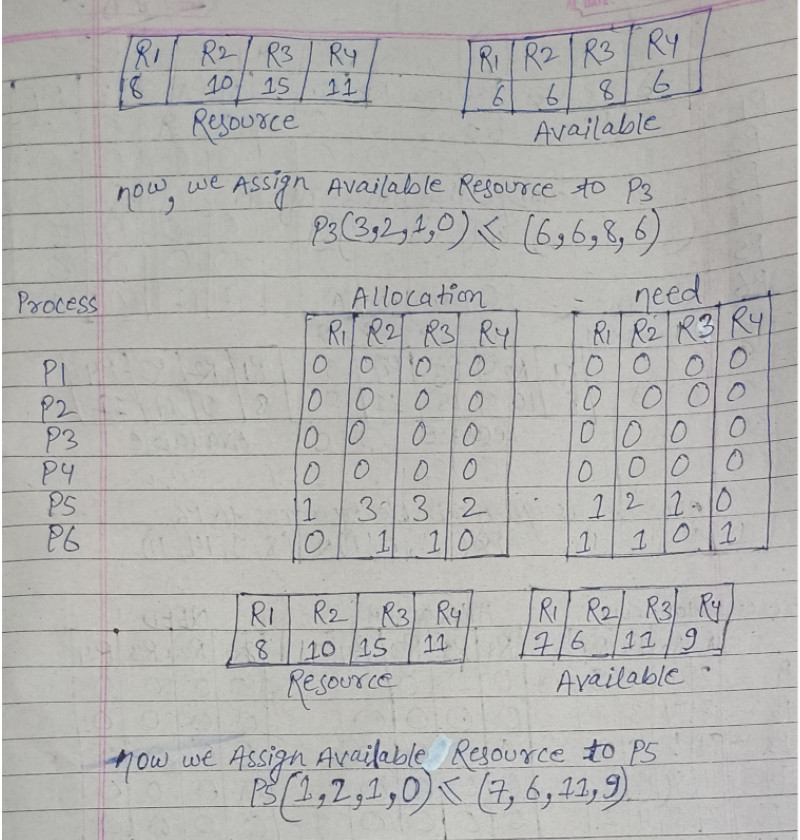 R1 R2 R3 R4 R1 R2 R3 R4
8 10 15 11 6 6 8 6
Resource Available
now, we Assign Available Resource to P3
P3(3,2,1,0) ≤ (6,6,8,6)
Process Allocation need
R1 R2 R3 R4 R1 R2 R3 R4
P1 0 0 0 0 0 0 0 0
P2 0 0 0 0 0 0 0 0
P3 0 0 0 0 0 0 0 0
P4 0 0 0 0 0 0 0 0
P5 1 3 3 2 1 2 1 0
P6 0 1 1 0 1 1 0 1
R1 R2 R3 R4 R1 R2 R3 R4
8 10 15 11 7 6 11 9
Resource Available
now we Assign Available Resource to P5
P5(1,2,1,0) ≤ (7,6,11,9)